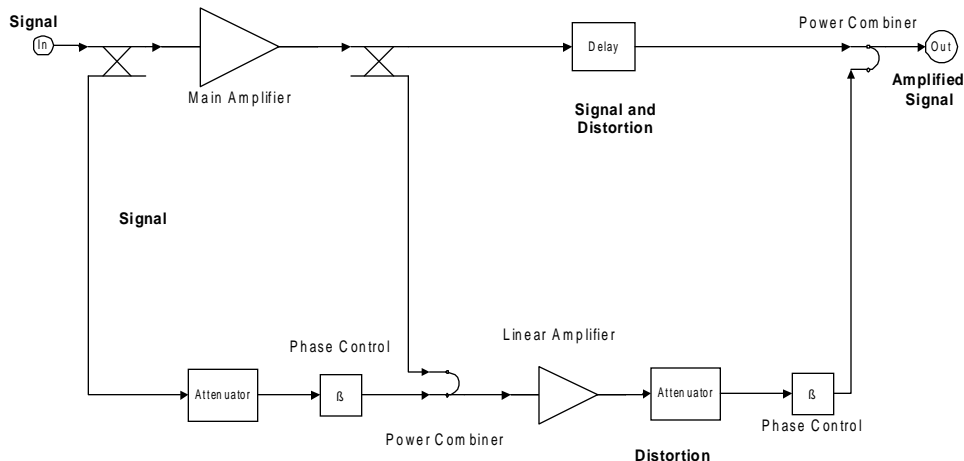 Signal
In
Main Amplifier
Delay
Signal and
Distortion
Power Combiner
Out
Amplified
Signal
Signal
Phase Control
Attenuator
ß
Power Combiner
Linear Amplifier
Attenuator
ß
Phase Control
Distortion